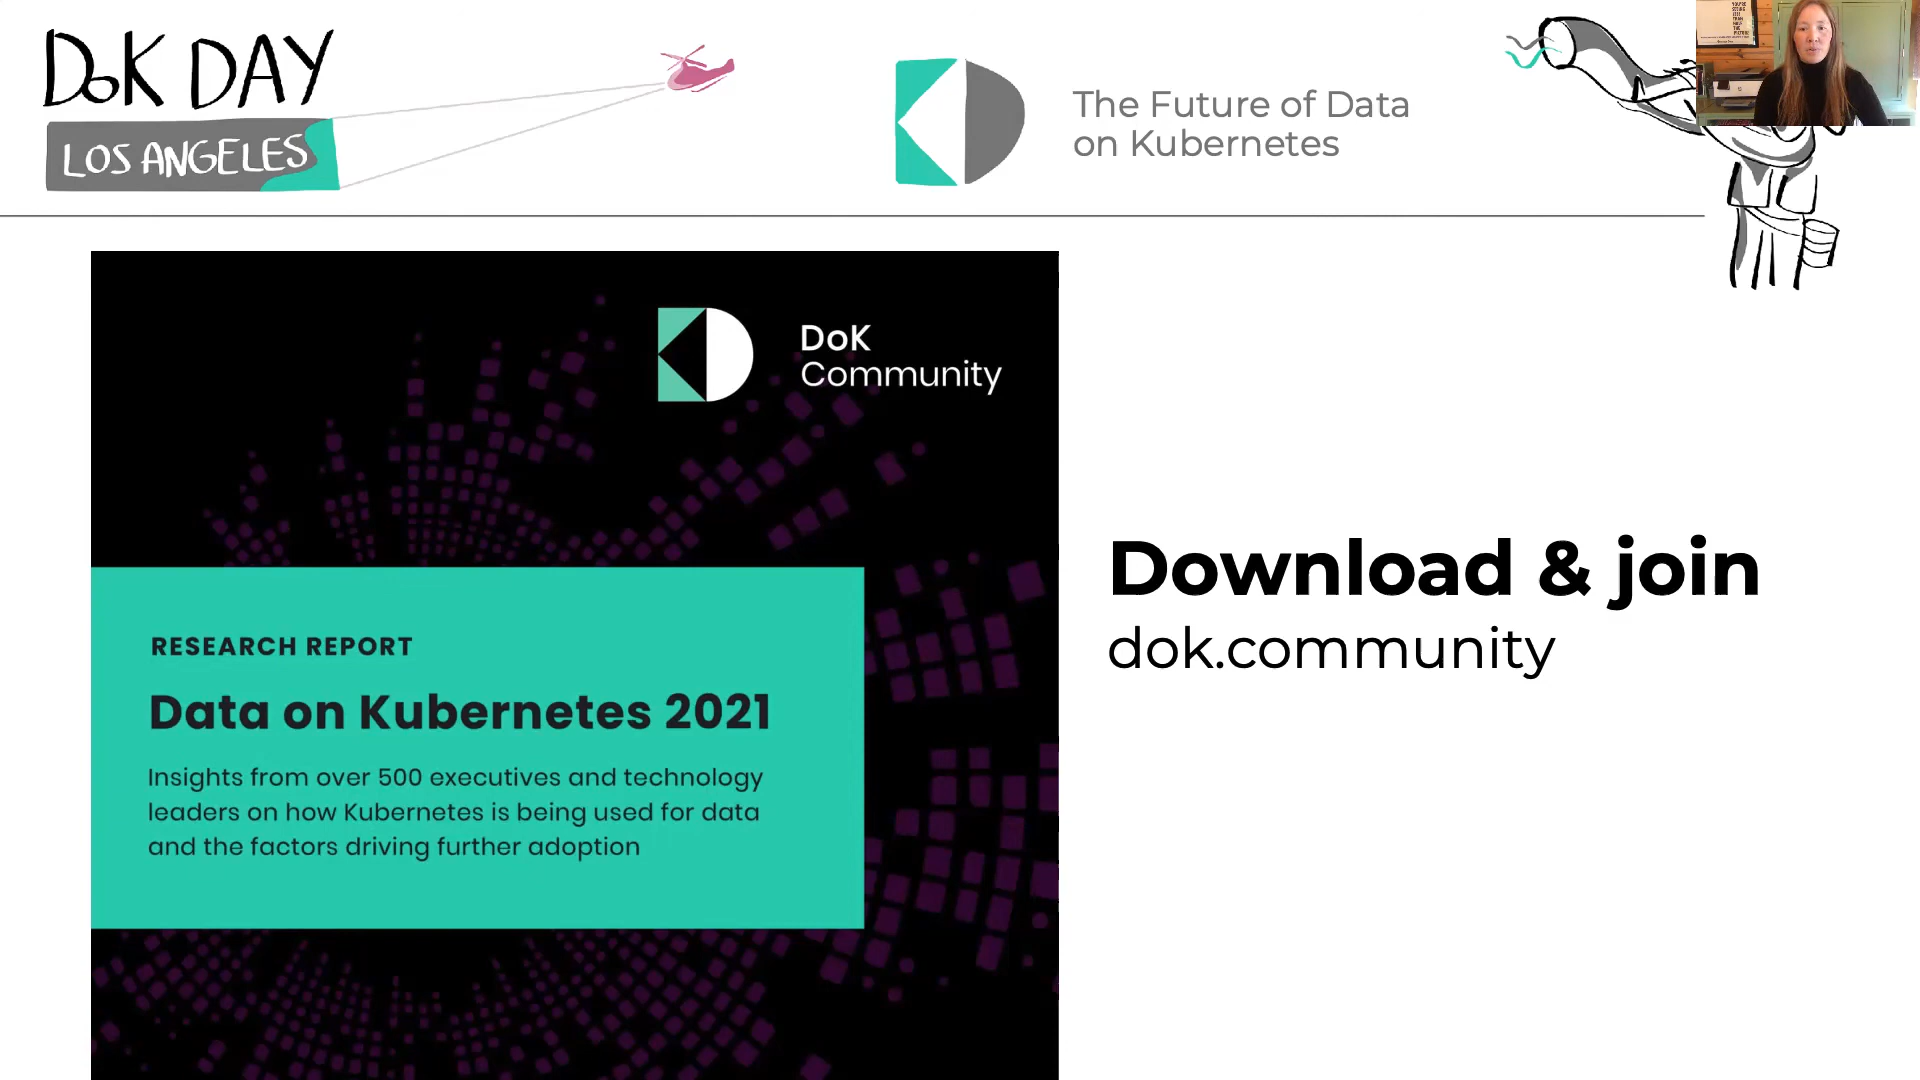 DoK DAY
LOS ANGELES
The Future of Data
on Kubernetes
DoK
Community
RESEARCH REPORT
Data on Kubernetes 2021
Insights from over 500 executives and technology
leaders on how Kubernetes is being used for data
and the factors driving further adoption
Download & join
dok.community